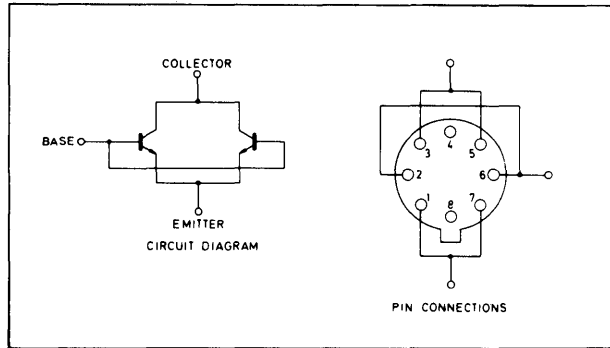 COLLECTOR
BASE
EMITTER
CIRCUIT DIAGRAM
3 4 5
2 6
1 8 7
PIN CONNECTIONS